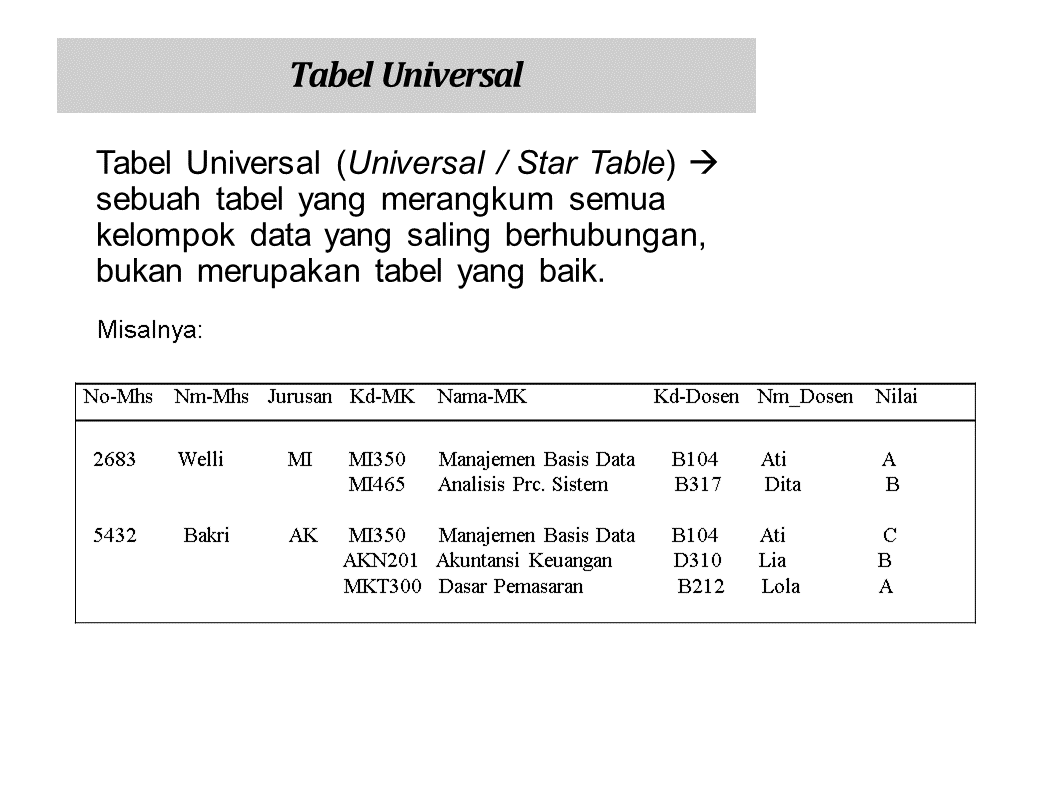 Tabel Universal
Tabel Universal (Universal / Star Table) →
sebuah tabel yang merangkum semua
kelompok data yang saling berhubungan,
bukan merupakan tabel yang baik.
Misalnya:
No-Mhs Nm-Mhs Jurusan Kd-MK Nama-MK Kd-Dosen Nm_Dosen Nilai
2683 Welli MI MI350 Manajemen Basis Data B104 Ati A
MI465 Analisis Prc. Sistem B317 Dita B
5432 Bakri AK MI350 Manajemen Basis Data B104 Ati C
AKN201 Akuntansi Keuangan D310 Lia B
MKT300 Dasar Pemasaran B212 Lola A